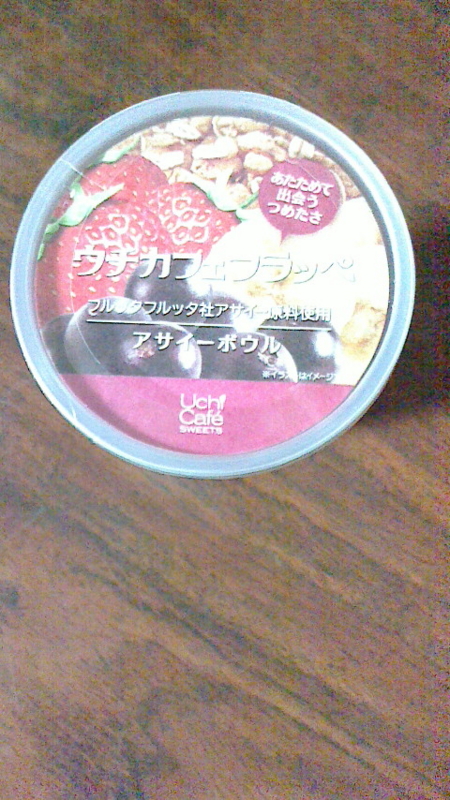 あたためて
出会う
つめたさ
ウチカフェフラッペ
フルッタフルッタ社アサイー原料使用
アサイーボウル
※イラストはイメージ
Uchi
Café
SWEETS